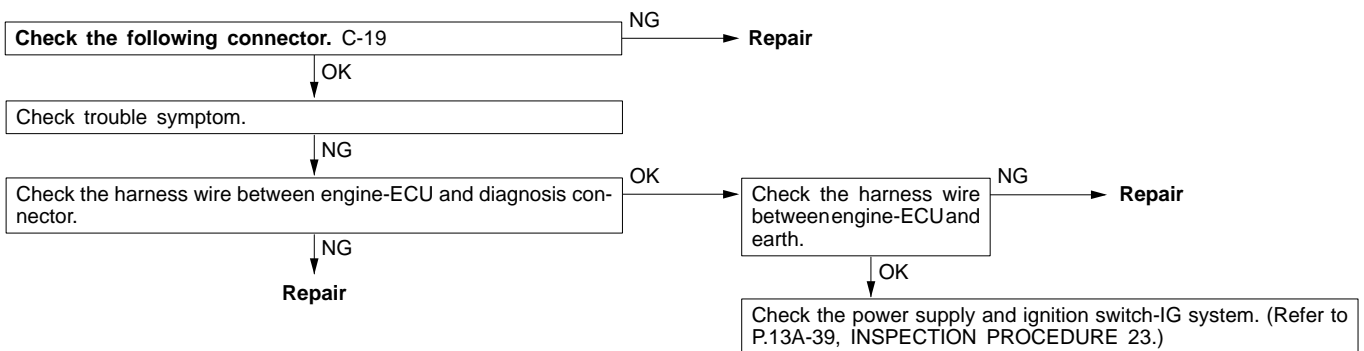 Check the following connector. C-19
NG
Repair
OK
Check trouble symptom.
NG
Check the harness wire between engine-ECU and diagnosis con-
nector.
OK
Check the harness wire
between engine-ECU and
earth.
NG
Repair
NG
Repair
OK
Check the power supply and ignition switch-IG system. (Refer to
P.13A-39, INSPECTION PROCEDURE 23.)